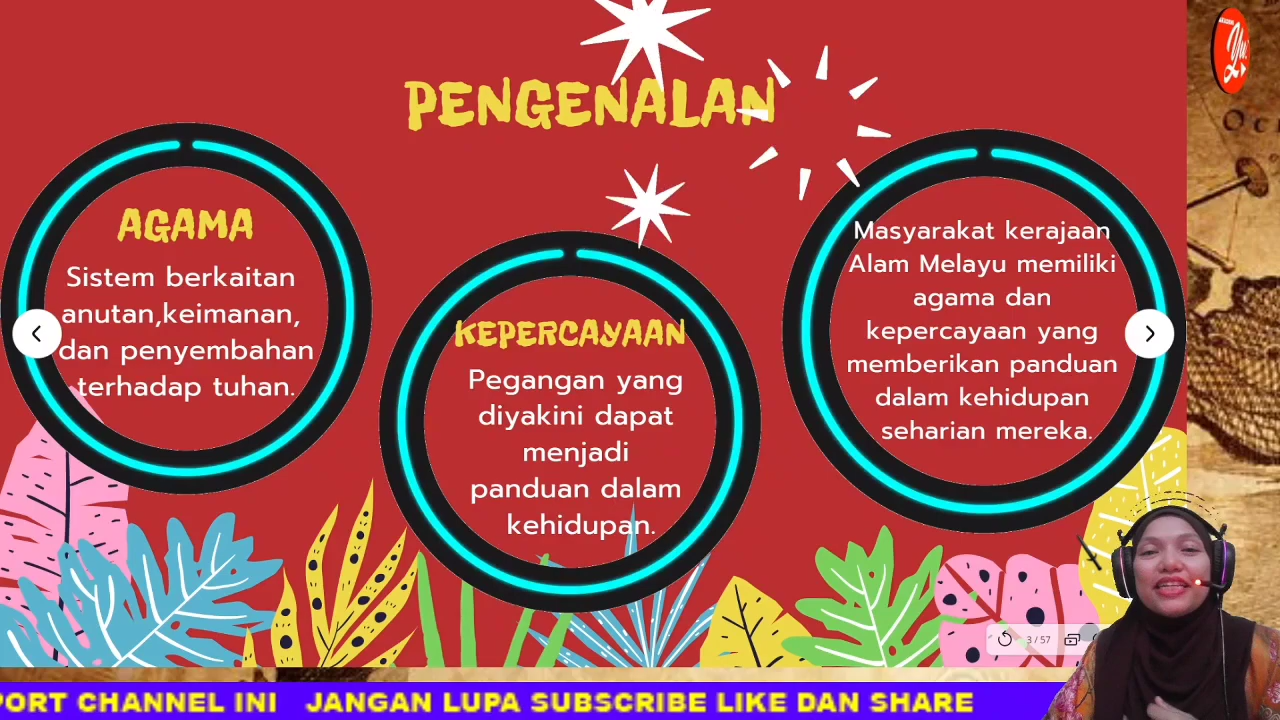 PENGENALAN
AGAMA
Sistem berkaitan
anutan,keimanan,
dan penyembahan
terhadap tuhan.
KEPERCAYAAN
Pegangan yang
diyakini dapat
menjadi
panduan dalam
kehidupan.
Masyarakat kerajaan
Alam Melayu memiliki
agama dan
kepercayaan yang
memberikan panduan
dalam kehidupan
seharian mereka.
3 / 57
PORT CHANNEL INI JANGAN LUPA SUBSCRIBE LIKE DAN SHARE